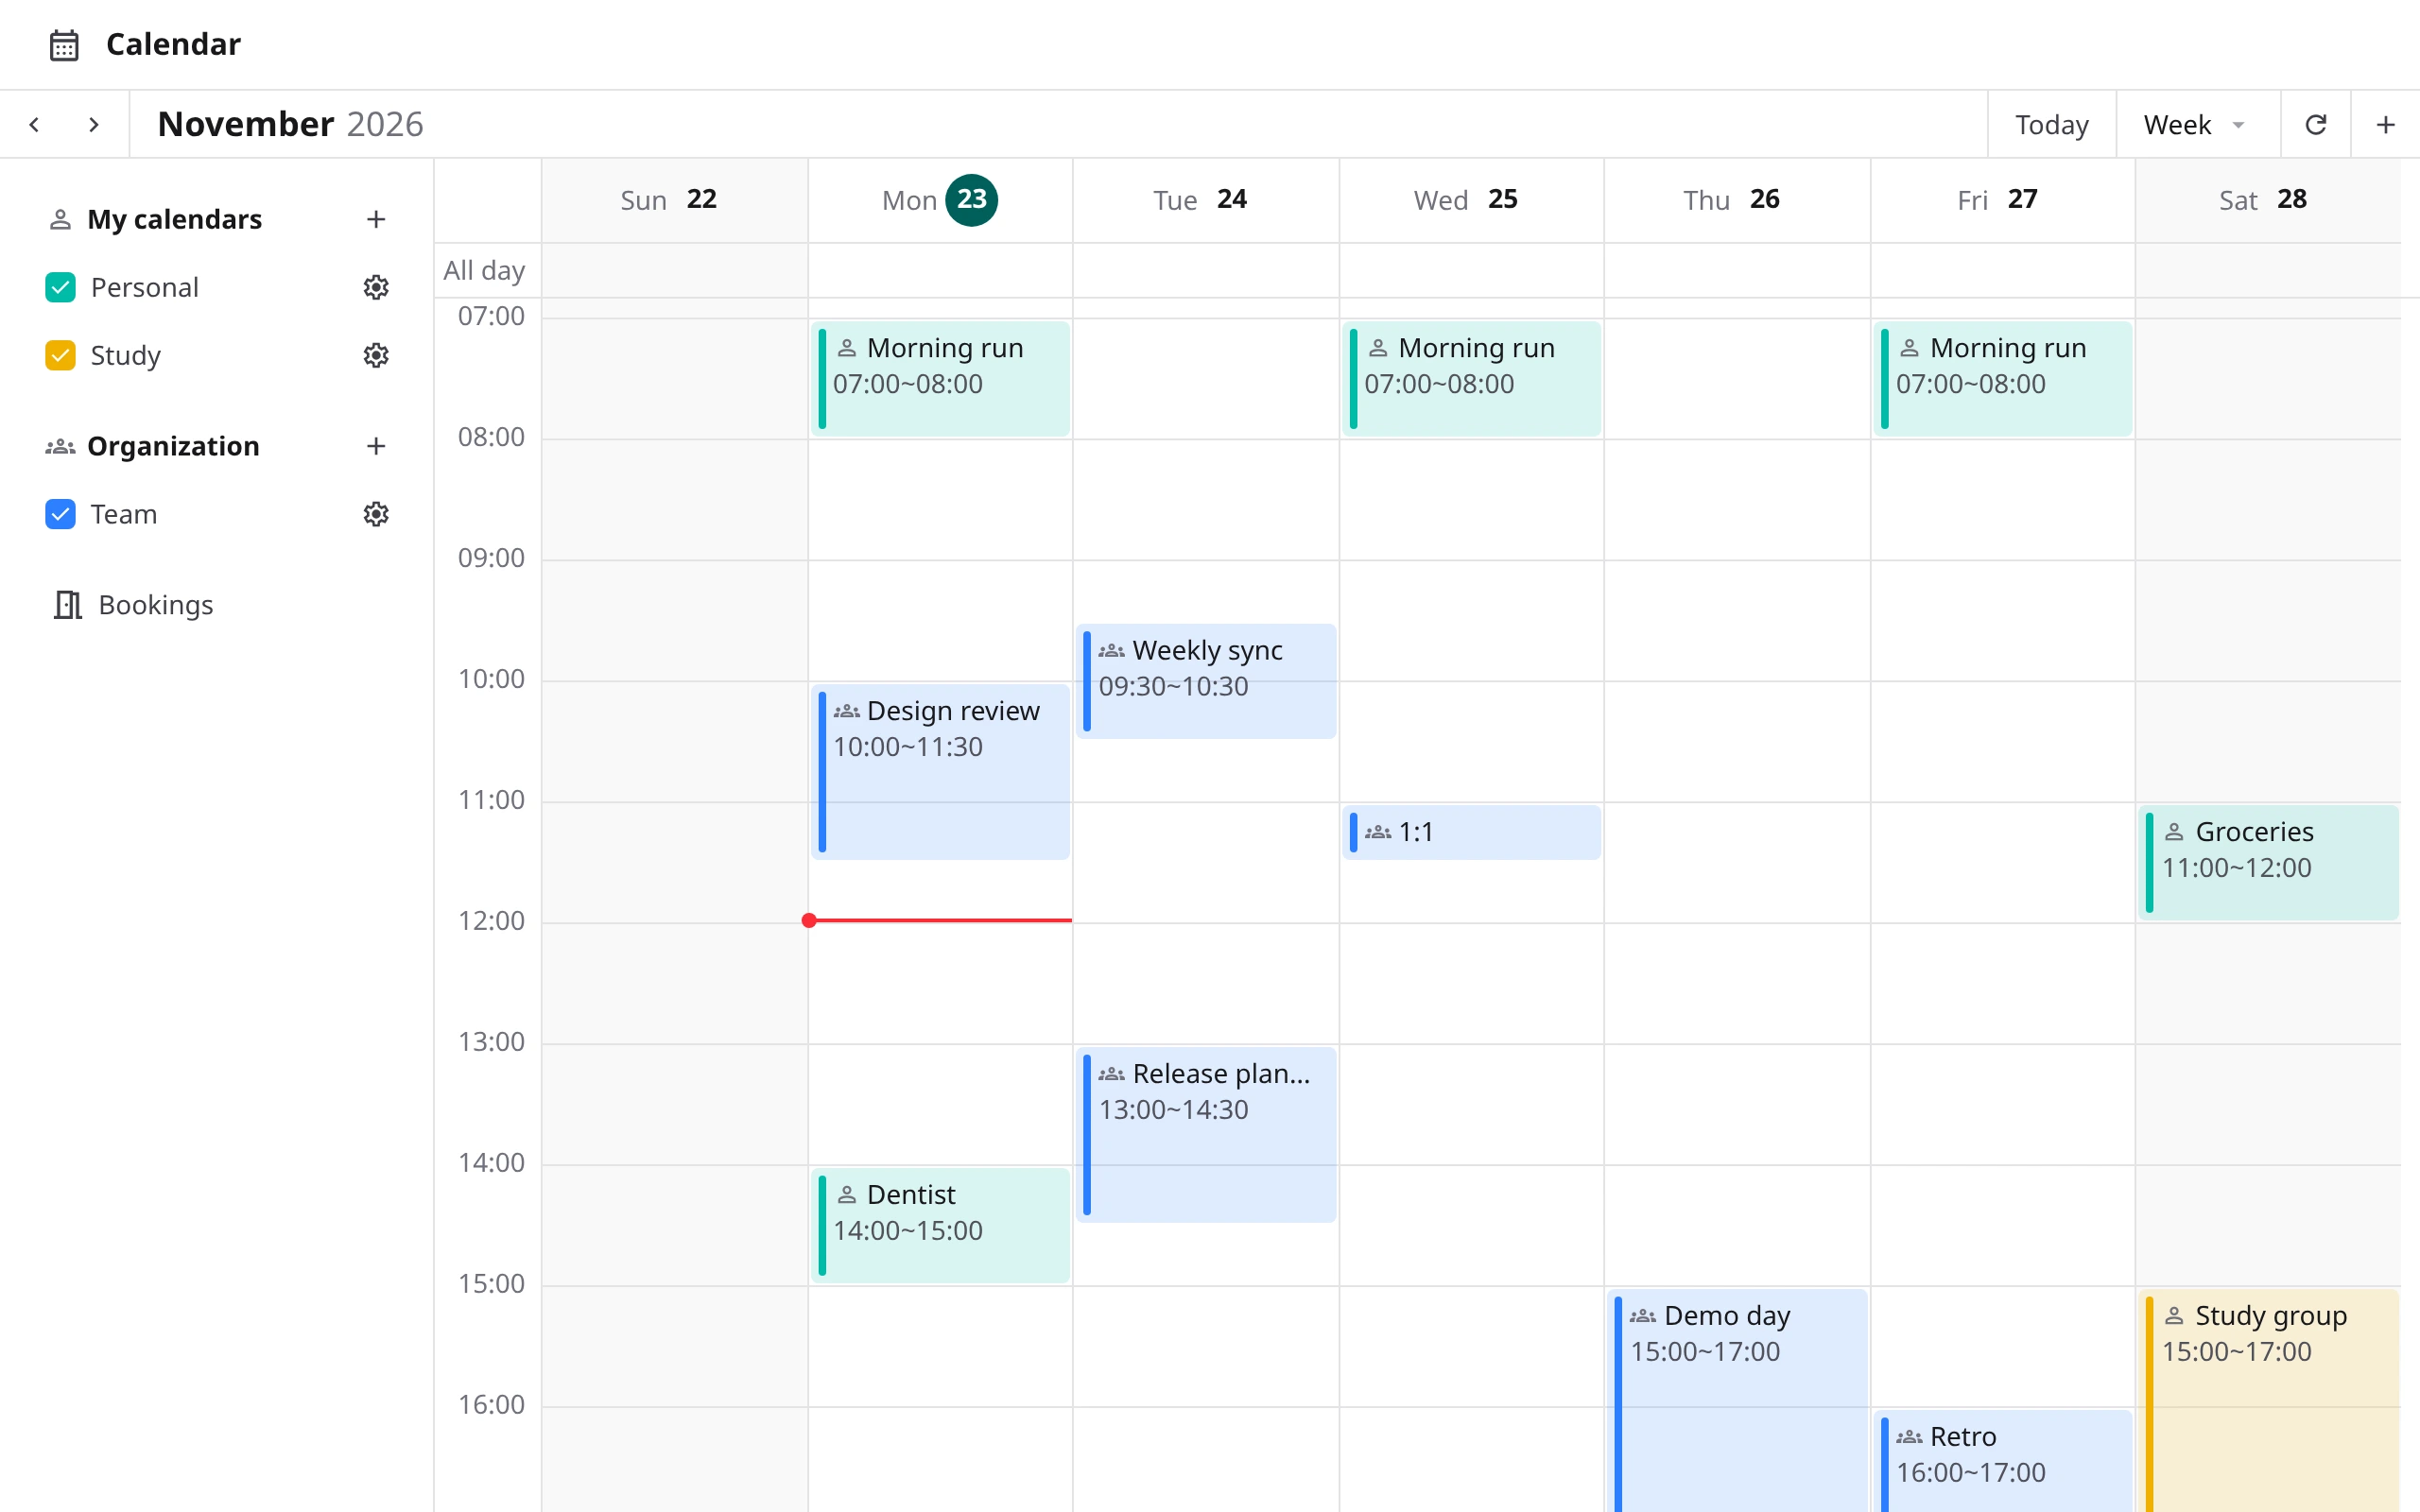 Calendar
November 2026
Today
Week
My calendars
Personal
Study
Organization
Team
Bookings
Sun 22
Mon 23
Tue 24
Wed 25
Thu 26
Fri 27
Sat 28
All day
07:00
08:00
09:00
10:00
11:00
12:00
13:00
14:00
15:00
16:00
Morning run
07:00~08:00
Design review
10:00~11:30
Dentist
14:00~15:00
Weekly sync
09:30~10:30
Release plan...
13:00~14:30
Morning run
07:00~08:00
1:1
Demo day
15:00~17:00
Morning run
07:00~08:00
Retro
16:00~17:00
Groceries
11:00~12:00
Study group
15:00~17:00